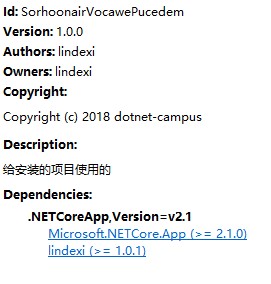 Id: SorhoonairVocawePucedem
Version: 1.0.0
Authors: lindexi
Owners: lindexi
Copyright:
Copyright (c) 2018 dotnet-campus
Description:
给安装的项目使用的
Dependencies:
.NETCoreApp,Version=v2.1
Microsoft.NETCore.App (>= 2.1.0)
lindexi (>= 1.0.1)